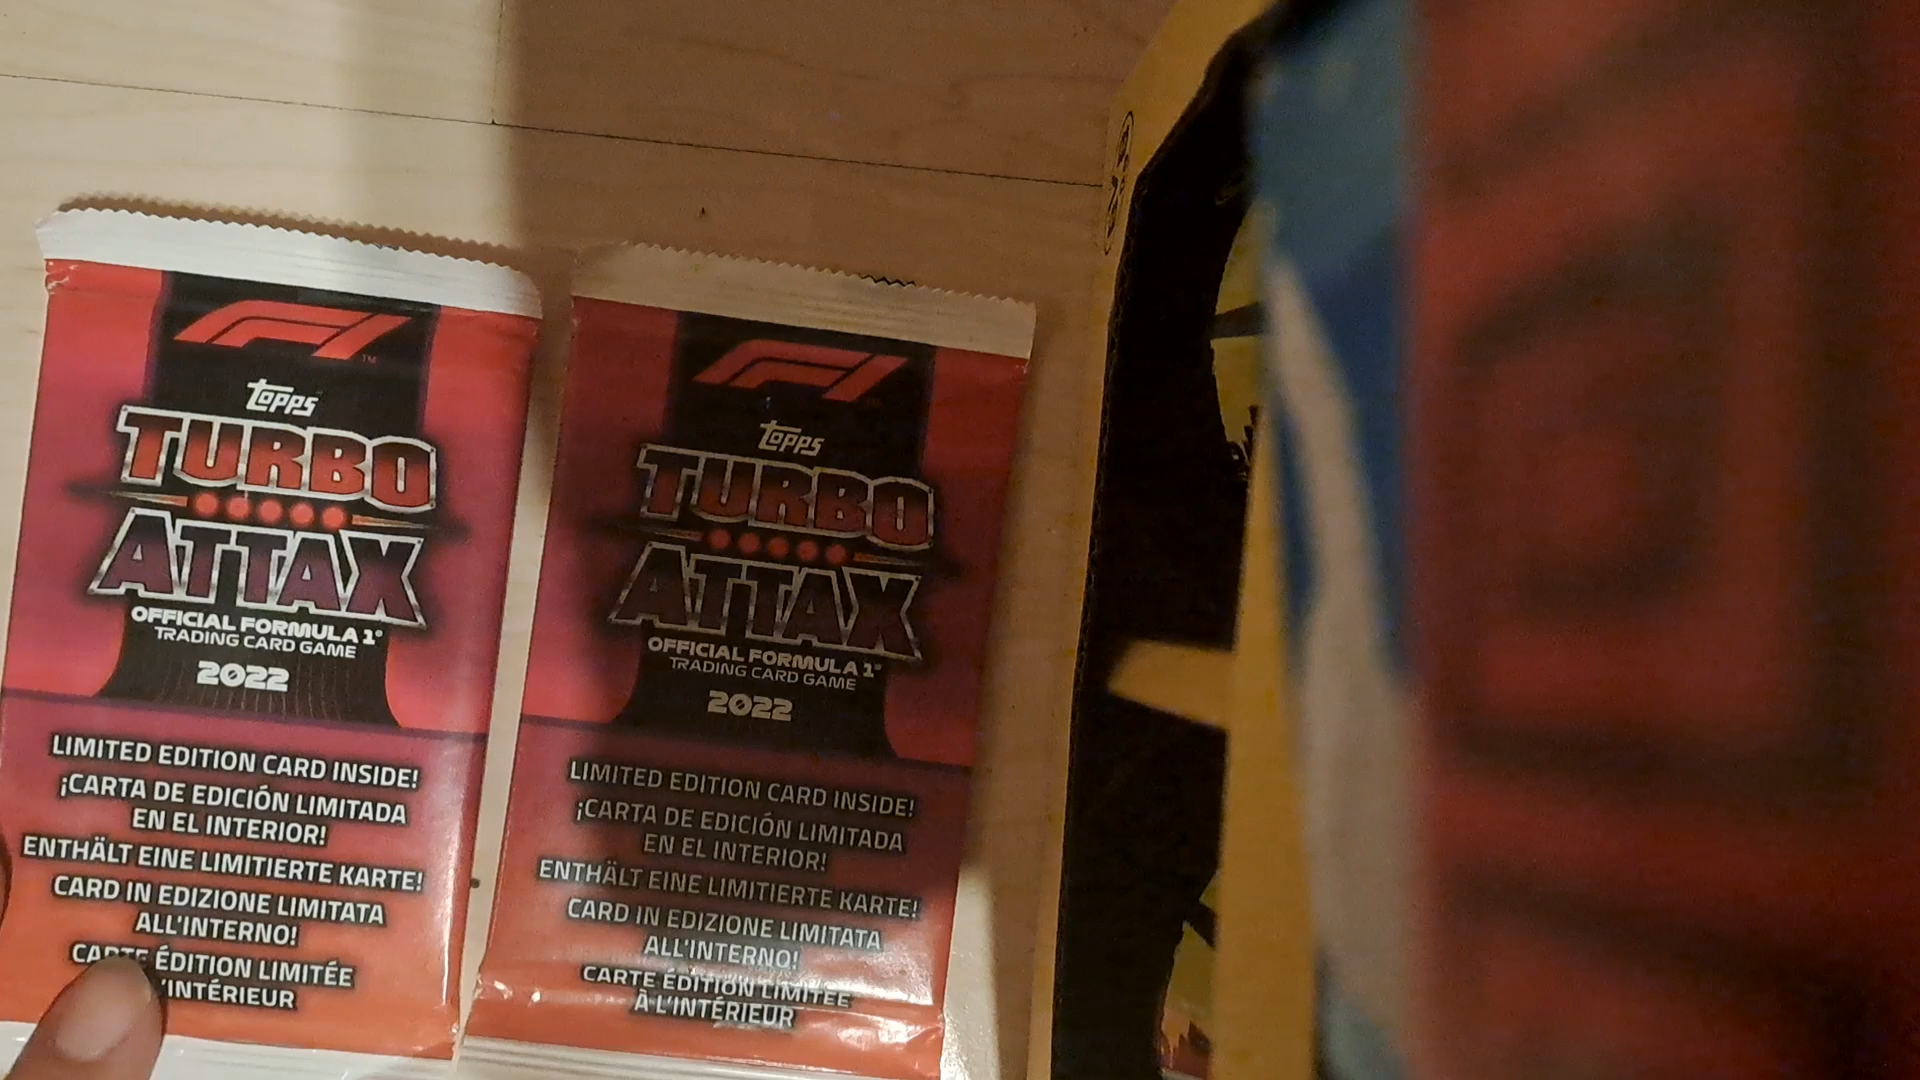 F1™
Topps
TURBO
ATTAX
OFFICIAL FORMULA 1®
TRADING CARD GAME
2022
LIMITED EDITION CARD INSIDE!
¡CARTA DE EDICIÓN LIMITADA
EN EL INTERIOR!
ENTHÄLT EINE LIMITIERTE KARTE!
CARD IN EDIZIONE LIMITATA
ALL'INTERNO!
CARTE ÉDITION LIMITÉE
L'INTÉRIEUR
F1
Topps
TURBO
ATTAX
OFFICIAL FORMULA 1®
TRADING CARD GAME
2022
LIMITED EDITION CARD INSIDE!
¡CARTA DE EDICIÓN LIMITADA
EN EL INTERIOR!
ENTHÄLT EINE LIMITIERTE KARTE!
CARD IN EDIZIONE LIMITATA
ALL'INTERNO!
CARTE ÉDITION LIMITÉE
À L'INTÉRIEUR